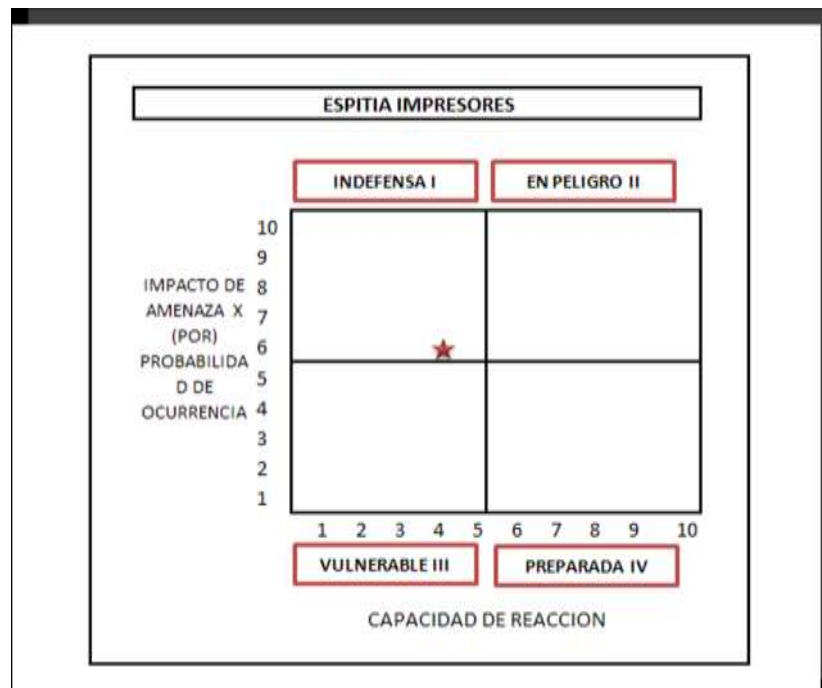 ESPITIA IMPRESORES
INDEFENSA I
EN PELIGRO II
IMPACTO DE
AMENAZA X
(POR)
PROBABILIDA
D DE
OCURRENCIA
10
9
8
7
6
5
4
3
2
1
1 2 3 4 5 6 7 8 9 10
VULNERABLE III
PREPARADA IV
CAPACIDAD DE REACCION